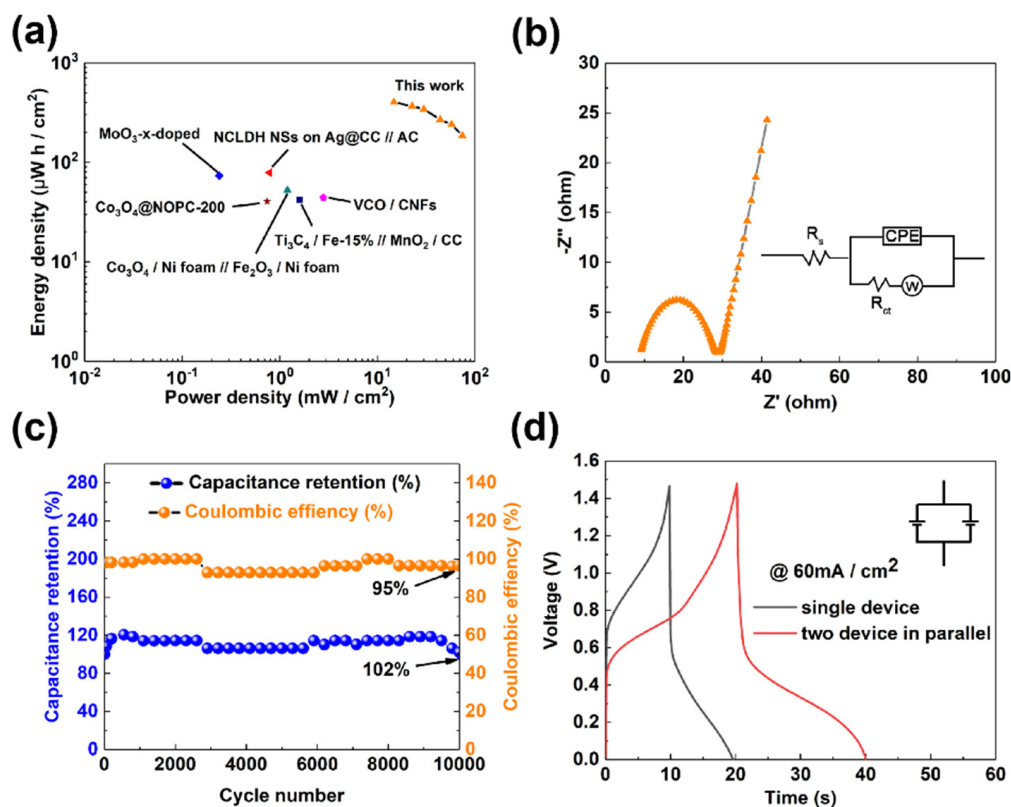 (a)
10³
10²
10¹
10⁰
Energy density (μW h / cm²)
10⁻²
10⁻¹
10⁰
10¹
10²
Power density (mW / cm²)
This work
MoO₃-x-doped
NCLDH NSs on Ag@CC // AC
Co₃O₄@NOPC-200
VCO / CNFs
Ti₃C₄ / Fe-15% // MnO₂ / CC
Co₃O₄ / Ni foam // Fe₂O₃ / Ni foam
(b)
30
25
20
15
10
5
0
-Z'' (ohm)
0
20
40
60
80
100
Z' (ohm)
Rs
CPE
Rct
W
(c)
280
240
200
160
120
80
40
0
Capacitance retention (%)
Capacitance retention (%)
Coulombic effiency (%)
95%
102%
140
120
100
80
60
40
20
0
Coulombic effiency (%)
0
2000
4000
6000
8000
10000
Cycle number
(d)
1.6
1.4
1.2
1.0
0.8
0.6
0.4
0.2
0.0
Voltage (V)
@ 60mA / cm²
single device
two device in parallel
0
10
20
30
40
50
60
Time (s)